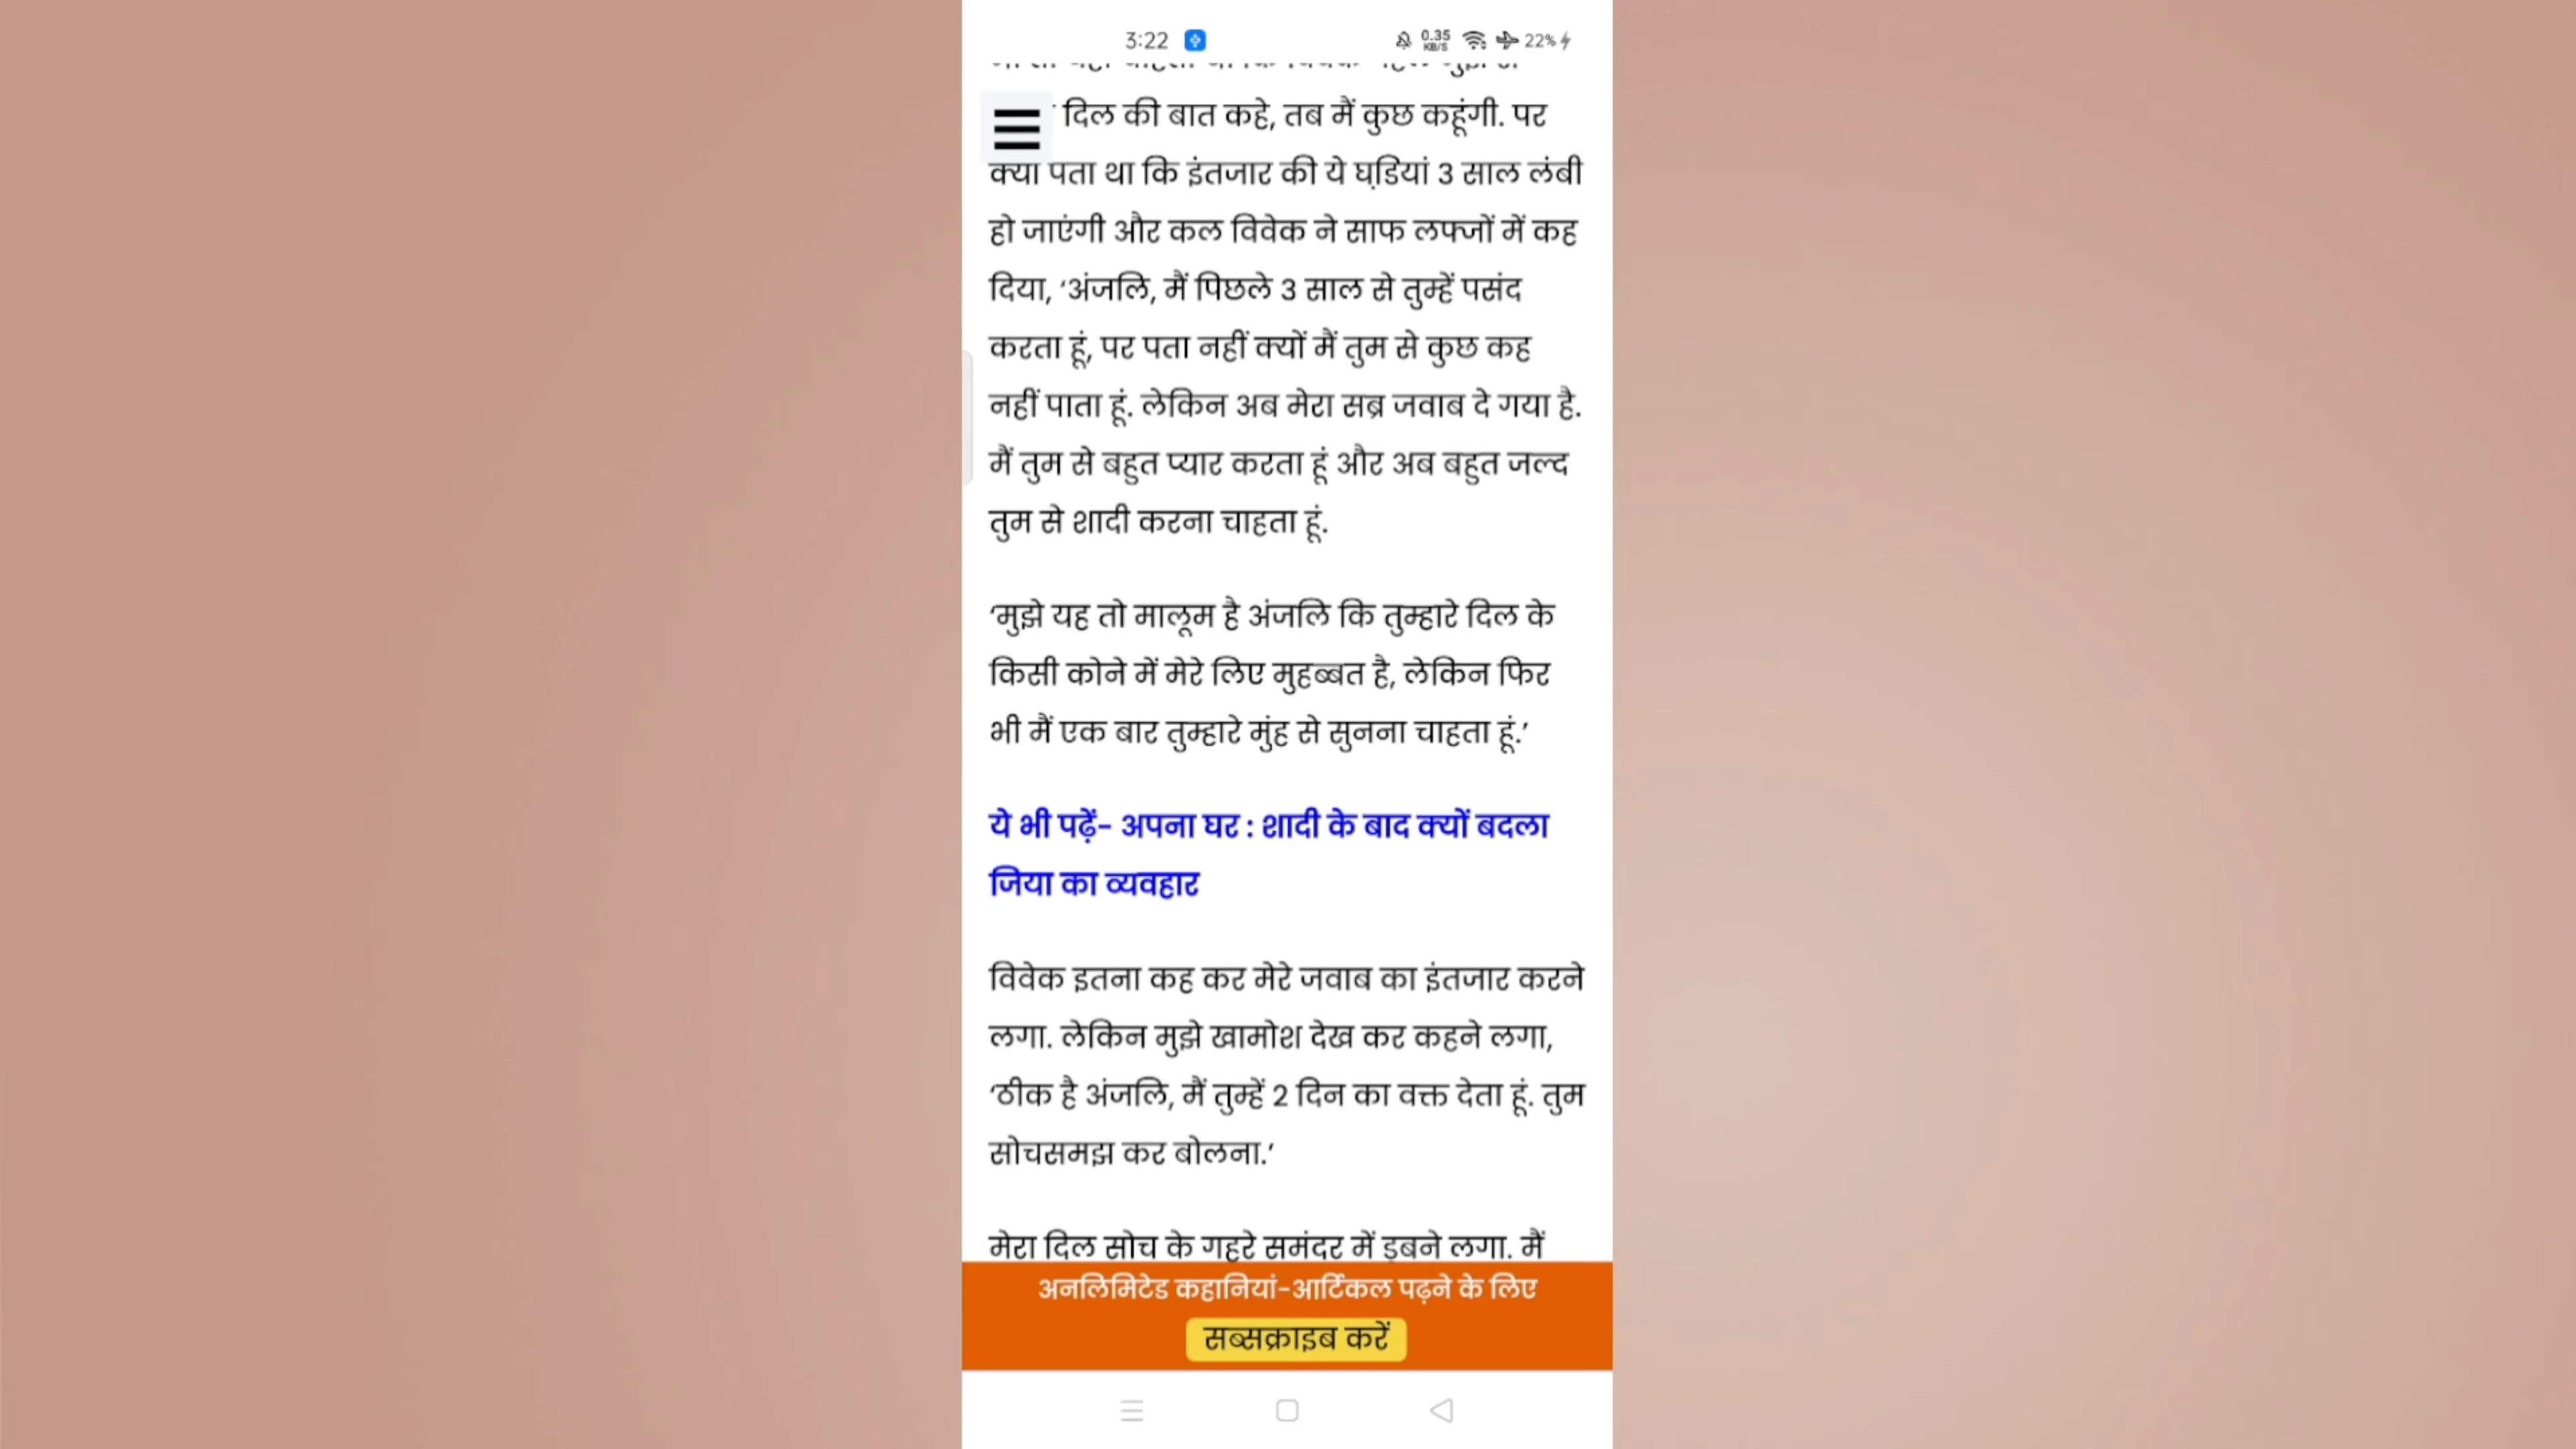 3:22 0.35 KB/S 22%
दिल की बात कहे, तब मैं कुछ कहूंगी. पर
क्या पता था कि इंतजार की ये घडि़यां 3 साल लंबी
हो जाएंगी और कल विवेक ने साफ लफ्जों में कह
दिया, ‘अंजलि, मैं पिछले 3 साल से तुम्हें पसंद
करता हूं, पर पता नहीं क्यों मैं तुम से कुछ कह
नहीं पाता हूं. लेकिन अब मेरा सब्र जवाब दे गया है.
मैं तुम से बहुत प्यार करता हूं और अब बहुत जल्द
तुम से शादी करना चाहता हूं.
‘मुझे यह तो मालूम है अंजलि कि तुम्हारे दिल के
किसी कोने में मेरे लिए मुहब्बत है, लेकिन फिर
भी मैं एक बार तुम्हारे मुंह से सुनना चाहता हूं.’
ये भी पढ़ें- अपना घर : शादी के बाद क्यों बदला
जिया का व्यवहार
विवेक इतना कह कर मेरे जवाब का इंतजार करने
लगा. लेकिन मुझे खामोश देख कर कहने लगा,
‘ठीक है अंजलि, मैं तुम्हें 2 दिन का वक्त देता हूं. तुम
सोचसमझ कर बोलना.’
मेरा दिल सोच के गहरे समंदर में डूबने लगा. मैं
अनलिमिटेड कहानियां-आर्टिकल पढ़ने के लिए
सब्सक्राइब करें